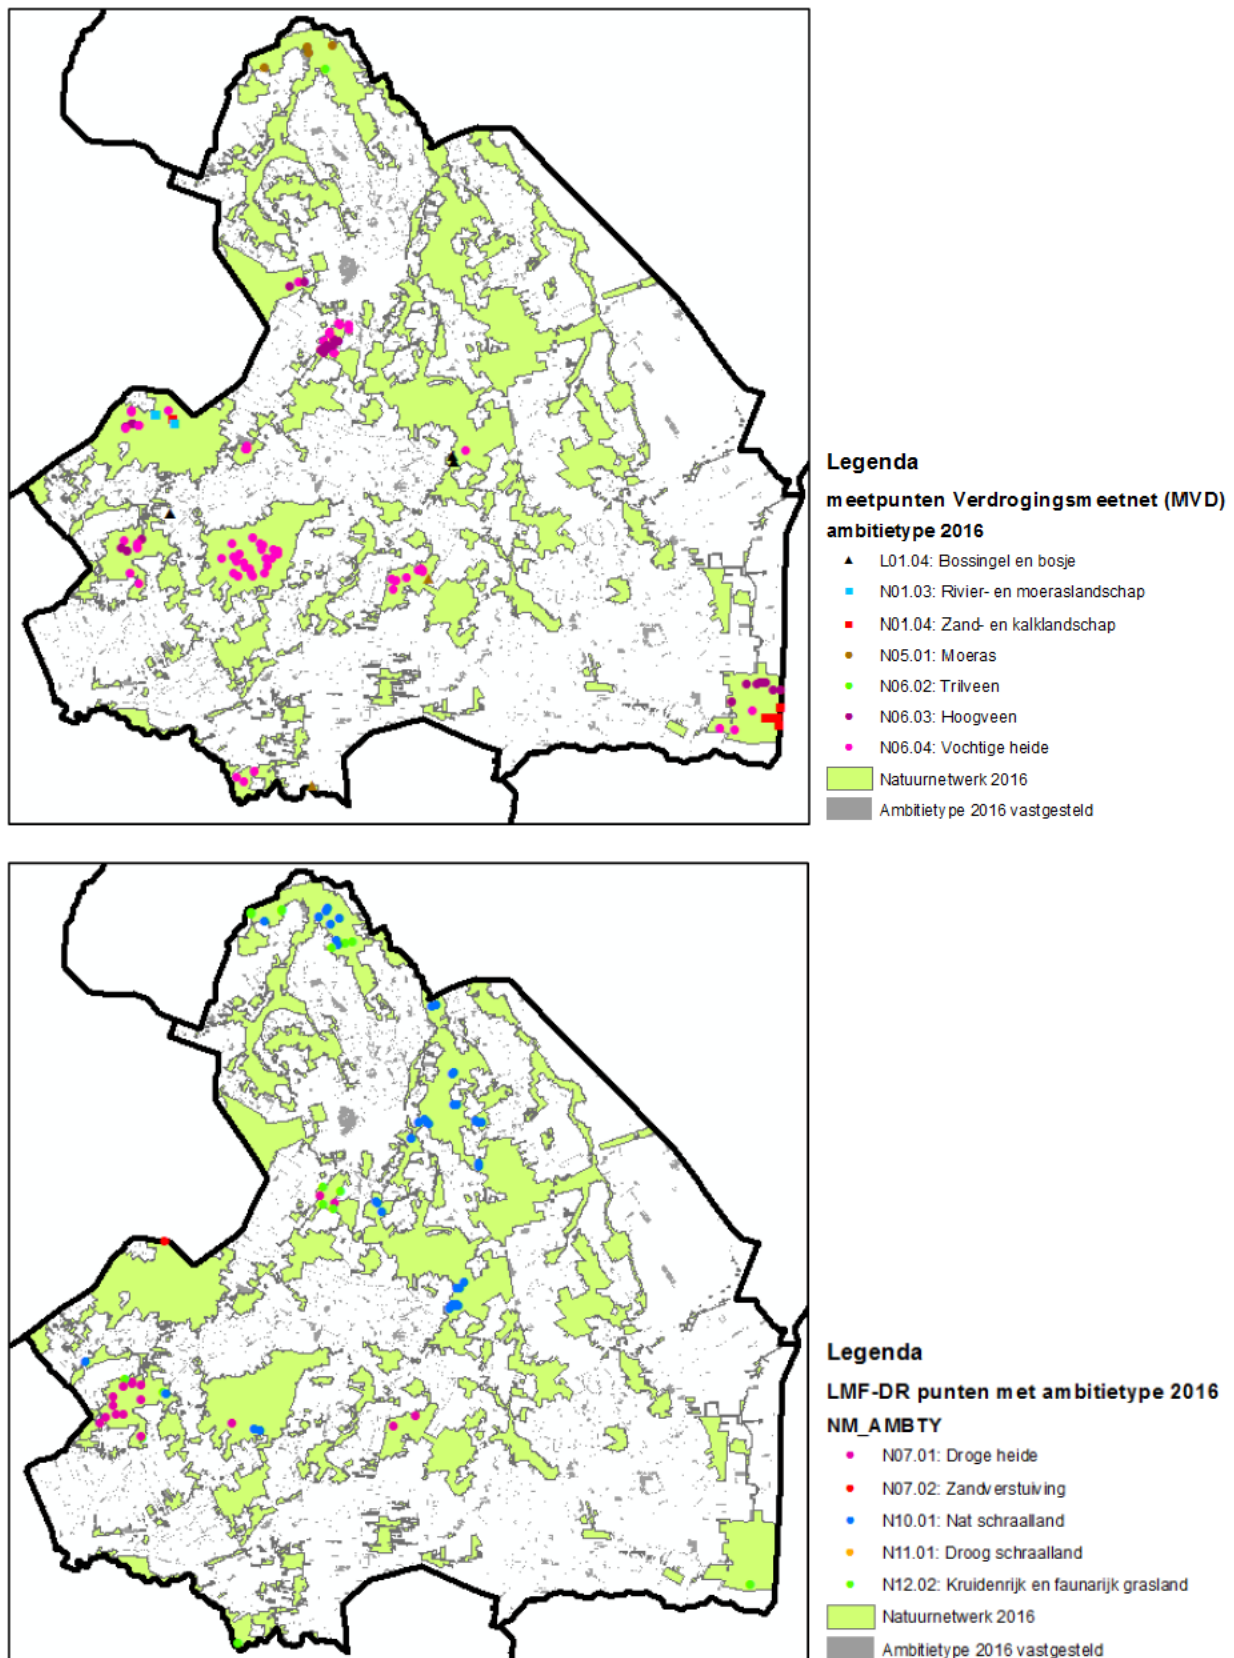 Legenda
meetpunten Verdrogingsmeetnet (MVD)
ambitietype 2016
L01.04: Bossingel en bosje
N01.03: Rivier- en moeraslandschap
N01.04: Zand- en kalklandschap
N05.01: Moeras
N06.02: Trilveen
N06.03: Hoogveen
N06.04: Vochtige heide
Natuurnetwerk 2016
Ambitietype 2016 vastgesteld
Legenda
LMF-DR punten met ambitietype 2016
NM_AMBTY
N07.01: Droge heide
N07.02: Zandverstuiving
N10.01: Nat schraalland
N11.01: Droog schraalland
N12.02: Kruidenrijk en faunarijk grasland
Natuurnetwerk 2016
Ambitietype 2016 vastgesteld